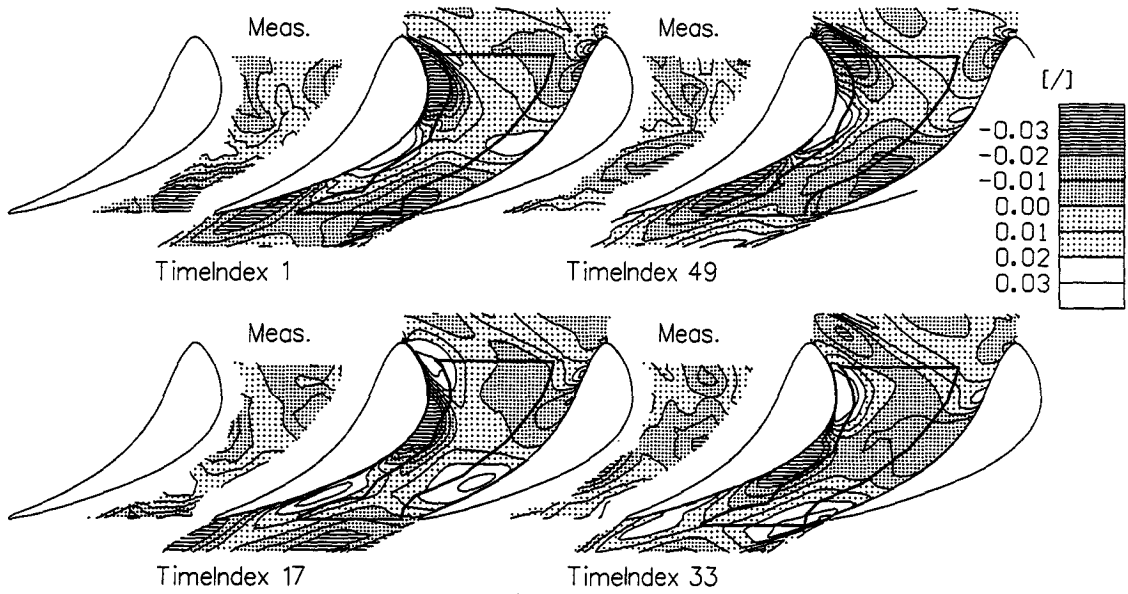 Meas.
Meas.
[/]
-0.03
-0.02
-0.01
0.00
0.01
0.02
0.03
TimeIndex 1
TimeIndex 49
Meas.
Meas.
TimeIndex 17
TimeIndex 33